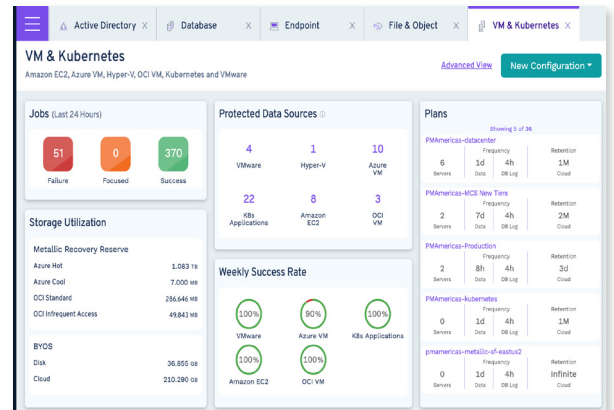 Active Directory X
Database X
Endpoint X
File & Object X
VM & Kubernetes X
VM & Kubernetes
Amazon EC2, Azure VM, Hyper-V, OCI VM, Kubernetes and VMware
Advanced View
New Configuration
Jobs (Last 24 Hours)
51 0 370
Failure Focused Success
Storage Utilization
Metallic Recovery Reserve
Azure Hot 1.083 TB
Azure Cool 7.000 MB
OCI Standard 286.646 MB
OCI Infrequent Access 49.843 MB
BYOS
Disk 36.855 GB
Cloud 210.290 GB
Protected Data Sources
4 1 10
VMware Hyper-V Azure VM
22 8 3
K8s Applications Amazon EC2 OCI VM
Weekly Success Rate
100% 90% 100%
VMware Azure VM K8s Applications
100% 100%
Amazon EC2 OCI VM
Plans
Showing 5 of 36
PMAmericas-datacenter
Frequency Retention
6 1d 4h 1M
Servers Data DB Log Cloud
PMAmericas-MCS New Tiers
Frequency Retention
2 7d 4h 2M
Servers Data DB Log Cloud
PMAmericas-Production
Frequency Retention
2 8h 4h 3d
Servers Data DB Log Cloud
PMAmericas-kubernetes
Frequency Retention
0 1d 4h 1M
Servers Data DB Log Cloud
pmamericas-metallic-sf-eastus2
Frequency Retention
0 1d 4h Infinite
Servers Data DB Log Cloud